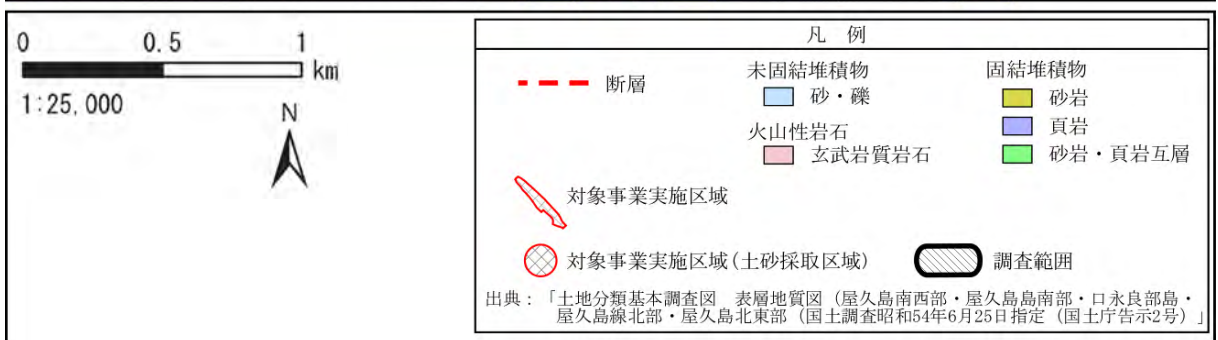 0 0.5 1
km
1:25,000
N
凡 例
断層
未固結堆積物
砂・礫
火山性岩石
玄武岩質岩石
固結堆積物
砂岩
頁岩
砂岩・頁岩互層
対象事業実施区域
対象事業実施区域(土砂採取区域)
調査範囲
出典:「土地分類基本調査図 表層地質図(屋久島南西部・屋久島島南部・口永良部島・
屋久島線北部・屋久島北東部(国土調査昭和54年6月25日指定(国土庁告示2号)」